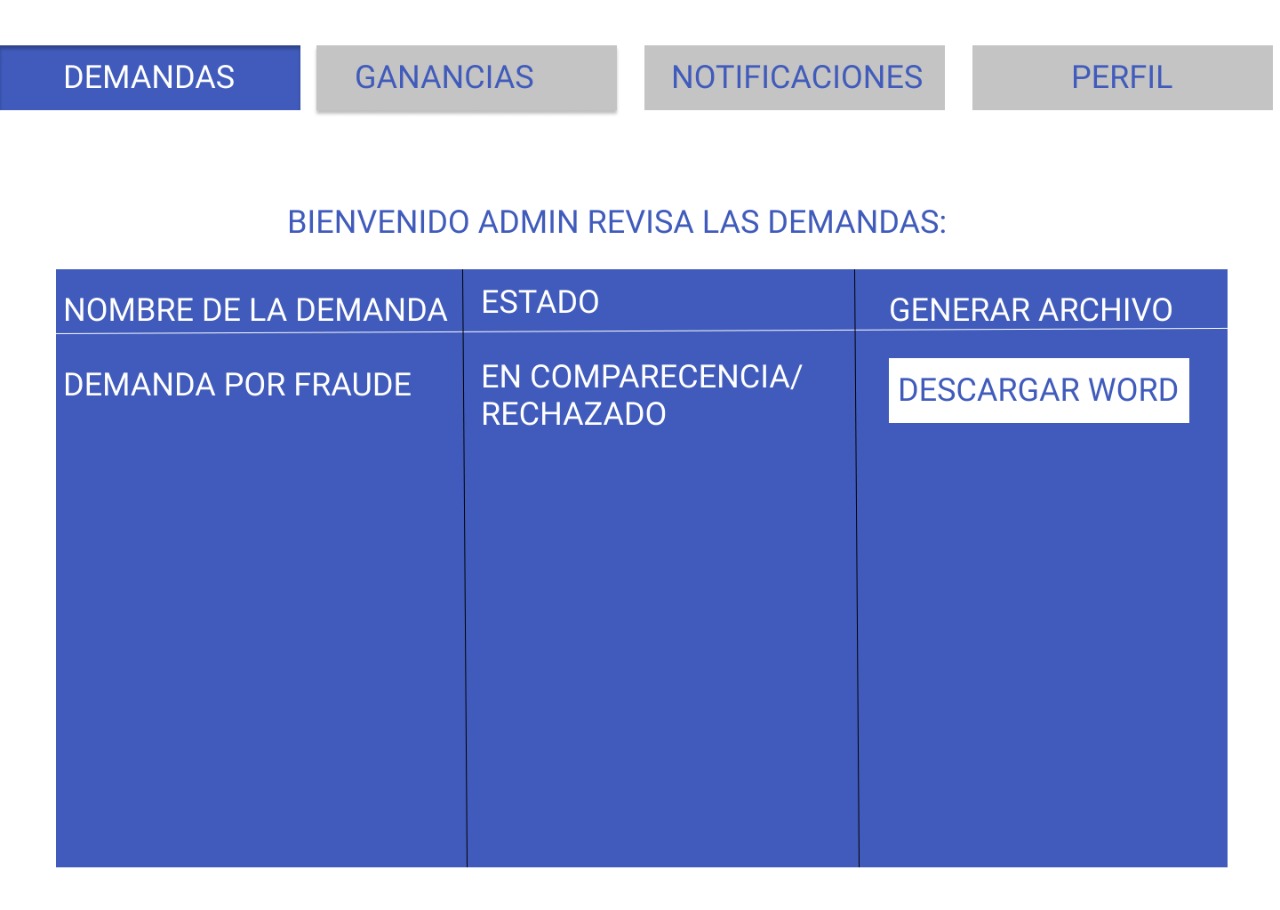 DEMANDAS
GANANCIAS
NOTIFICACIONES
PERFIL
BIENVENIDO ADMIN REVISA LAS DEMANDAS:
NOMBRE DE LA DEMANDA
ESTADO
GENERAR ARCHIVO
DEMANDA POR FRAUDE
EN COMPARECENCIA/
RECHAZADO
DESCARGAR WORD